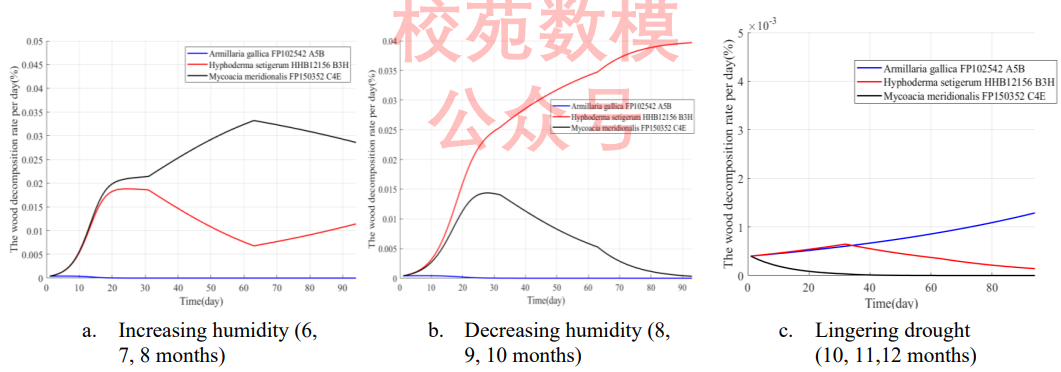 校苑数模
公众号
The wood decomposition rate per day(%)
0.05
0.045
0.04
0.035
0.03
0.025
0.02
0.015
0.01
0.005
0
Armillaria gallica FP102542 A5B
Hyphoderma setigerum HHB12156 B3H
Mycoacia meridionalis FP150352 C4E
0 10 20 30 40 50 60 70 80 90
Time(day)
a. Increasing humidity (6,
7, 8 months)
The wood decomposition rate per day(%)
0.04
0.035
0.03
0.025
0.02
0.015
0.01
0.005
0
Armillaria gallica FP102542 A5B
Hyphoderma setigerum HHB12156 B3H
Mycoacia meridionalis FP150352 C4E
0 10 20 30 40 50 60 70 80 90
Time(day)
b. Decreasing humidity (8,
9, 10 months)
The wood decomposition rate per day(%)
×10⁻³
5
4
3
2
1
0
Armillaria gallica FP102542 A5B
Hyphoderma setigerum HHB12156 B3H
Mycoacia meridionalis FP150352 C4E
0 20 40 60 80
Time(day)
c. Lingering drought
(10, 11,12 months)